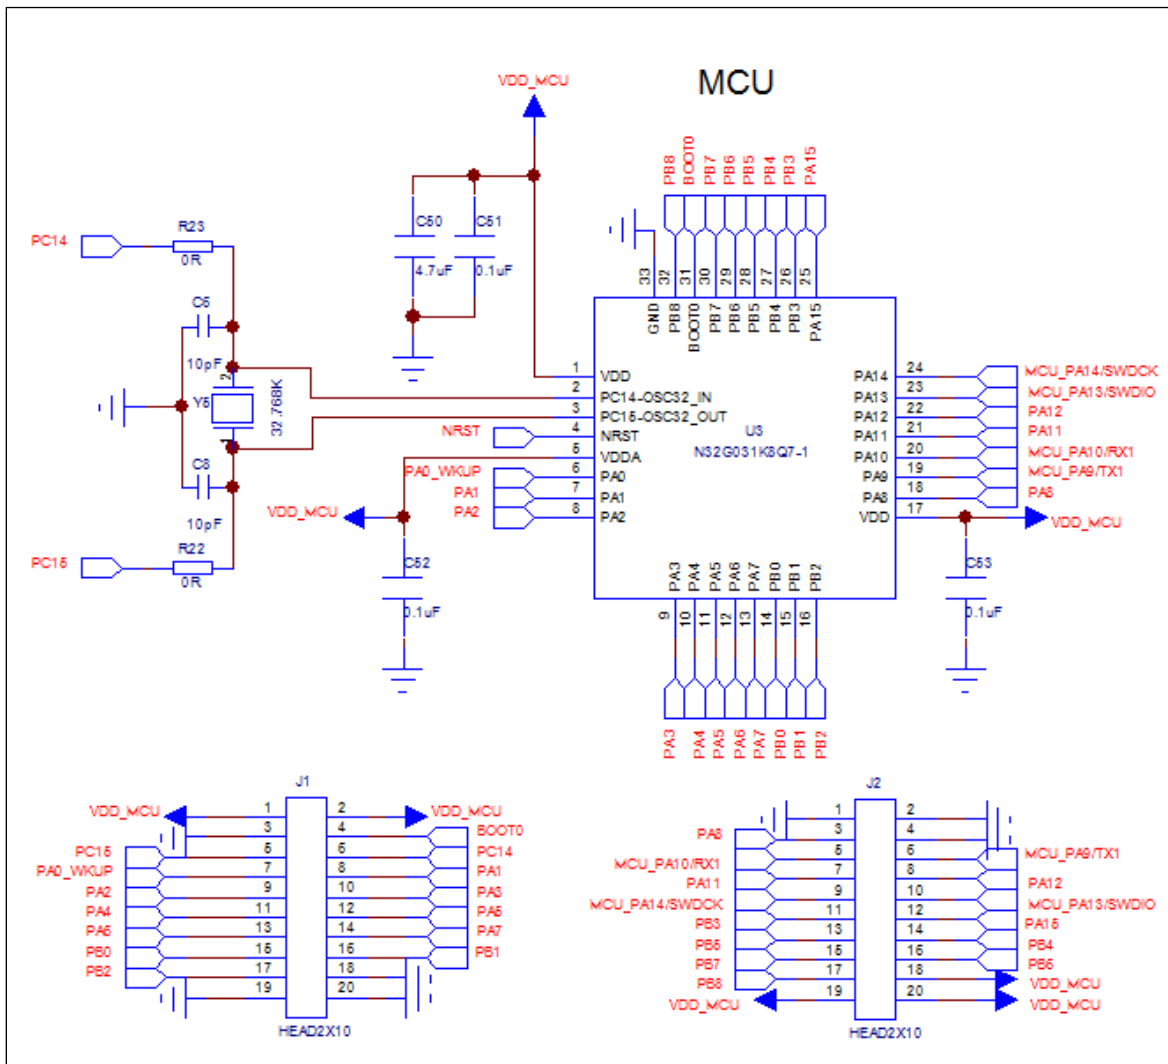 MCU
VDD_MCU
PB8
BOOT0
PB7
PB6
PB5
PB4
PB3
PA15
PC14
R23
0R
C50
4.7uF
C51
0.1uF
33
32
31
30
29
28
27
26
25
GND
PB8
BOOT0
PB7
PB6
PB5
PB4
PB3
PA15
C6
10pF
2
Y5
32.768K
1
C8
10pF
PC15
R22
0R
1 VDD
2 PC14-OSC32_IN
3 PC15-OSC32_OUT
NRST 4 NRST
5 VDDA
PA0_WKUP 6 PA0
PA1 7 PA1
PA2 8 PA2
U3
N32G031K8Q7-1
PA14 24 MCU_PA14/SWDCK
PA13 23 MCU_PA13/SWDIO
PA12 22 PA12
PA11 21 PA11
PA10 20 MCU_PA10/RX1
PA9 19 MCU_PA9/TX1
PA8 18 PA8
VDD 17 VDD_MCU
VDD_MCU
C52
0.1uF
C53
0.1uF
PA3
PA4
PA5
PA6
PA7
PB0
PB1
PB2
9
10
11
12
13
14
15
16
PA3
PA4
PA5
PA6
PA7
PB0
PB1
PB2
J1
VDD_MCU 1 2 VDD_MCU
3 4 BOOT0
PC15 5 6 PC14
PA0_WKUP 7 8 PA1
PA2 9 10 PA3
PA4 11 12 PA5
PA6 13 14 PA7
PB0 15 16 PB1
PB2 17 18
19 20
HEAD2X10
J2
1 2
PA8 3 4
5 6 MCU_PA9/TX1
MCU_PA10/RX1 7 8
PA11 9 10 PA12
MCU_PA14/SWDCK 11 12 MCU_PA13/SWDIO
PB3 13 14 PA15
PB5 15 16 PB4
PB7 17 18 PB6
PB8 VDD_MCU
VDD_MCU 19 20 VDD_MCU
HEAD2X10